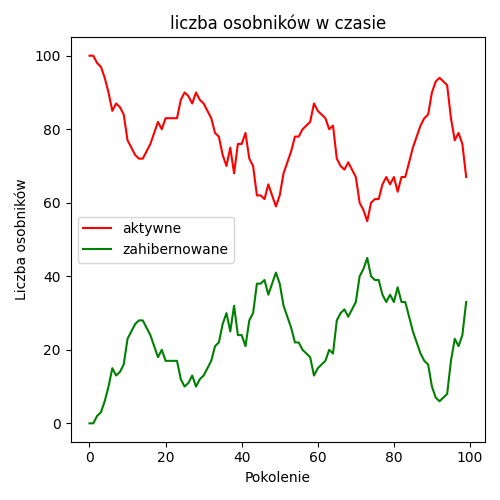 liczba osobników w czasie
Liczba osobników
100
80
60
40
20
0
aktywne
zahibernowane
0 20 40 60 80 100
Pokolenie